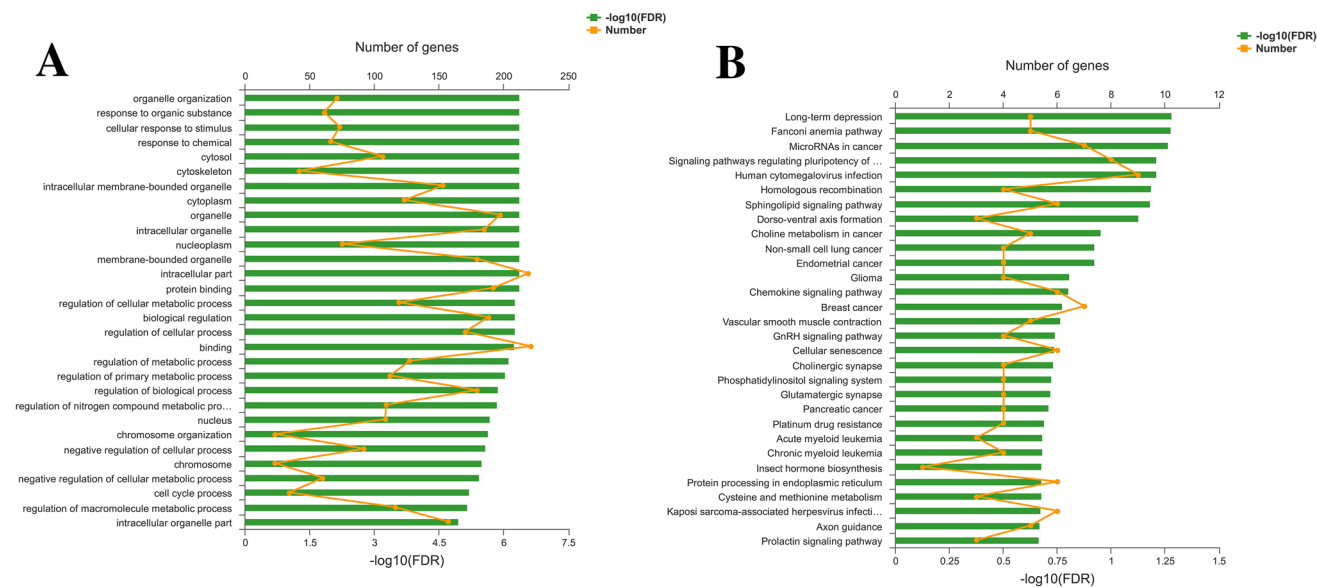 A
-log10(FDR)
Number
Number of genes
0 50 100 150 200 250
organelle organization
response to organic substance
cellular response to stimulus
response to chemical
cytosol
cytoskeleton
intracellular membrane-bounded organelle
cytoplasm
organelle
intracellular organelle
nucleoplasm
membrane-bounded organelle
intracellular part
protein binding
regulation of cellular metabolic process
biological regulation
regulation of cellular process
binding
regulation of metabolic process
regulation of primary metabolic process
regulation of biological process
regulation of nitrogen compound metabolic pro…
nucleus
chromosome organization
negative regulation of cellular process
chromosome
negative regulation of cellular metabolic process
cell cycle process
regulation of macromolecule metabolic process
intracellular organelle part
0 1.5 3 4.5 6 7.5
-log10(FDR)
B
-log10(FDR)
Number
Number of genes
0 2 4 6 8 10 12
Long-term depression
Fanconi anemia pathway
MicroRNAs in cancer
Signaling pathways regulating pluripotency of …
Human cytomegalovirus infection
Homologous recombination
Sphingolipid signaling pathway
Dorso-ventral axis formation
Choline metabolism in cancer
Non-small cell lung cancer
Endometrial cancer
Glioma
Chemokine signaling pathway
Breast cancer
Vascular smooth muscle contraction
GnRH signaling pathway
Cellular senescence
Cholinergic synapse
Phosphatidylinositol signaling system
Glutamatergic synapse
Pancreatic cancer
Platinum drug resistance
Acute myeloid leukemia
Chronic myeloid leukemia
Insect hormone biosynthesis
Protein processing in endoplasmic reticulum
Cysteine and methionine metabolism
Kaposi sarcoma-associated herpesvirus infecti…
Axon guidance
Prolactin signaling pathway
0 0.25 0.5 0.75 1 1.25 1.5
-log10(FDR)